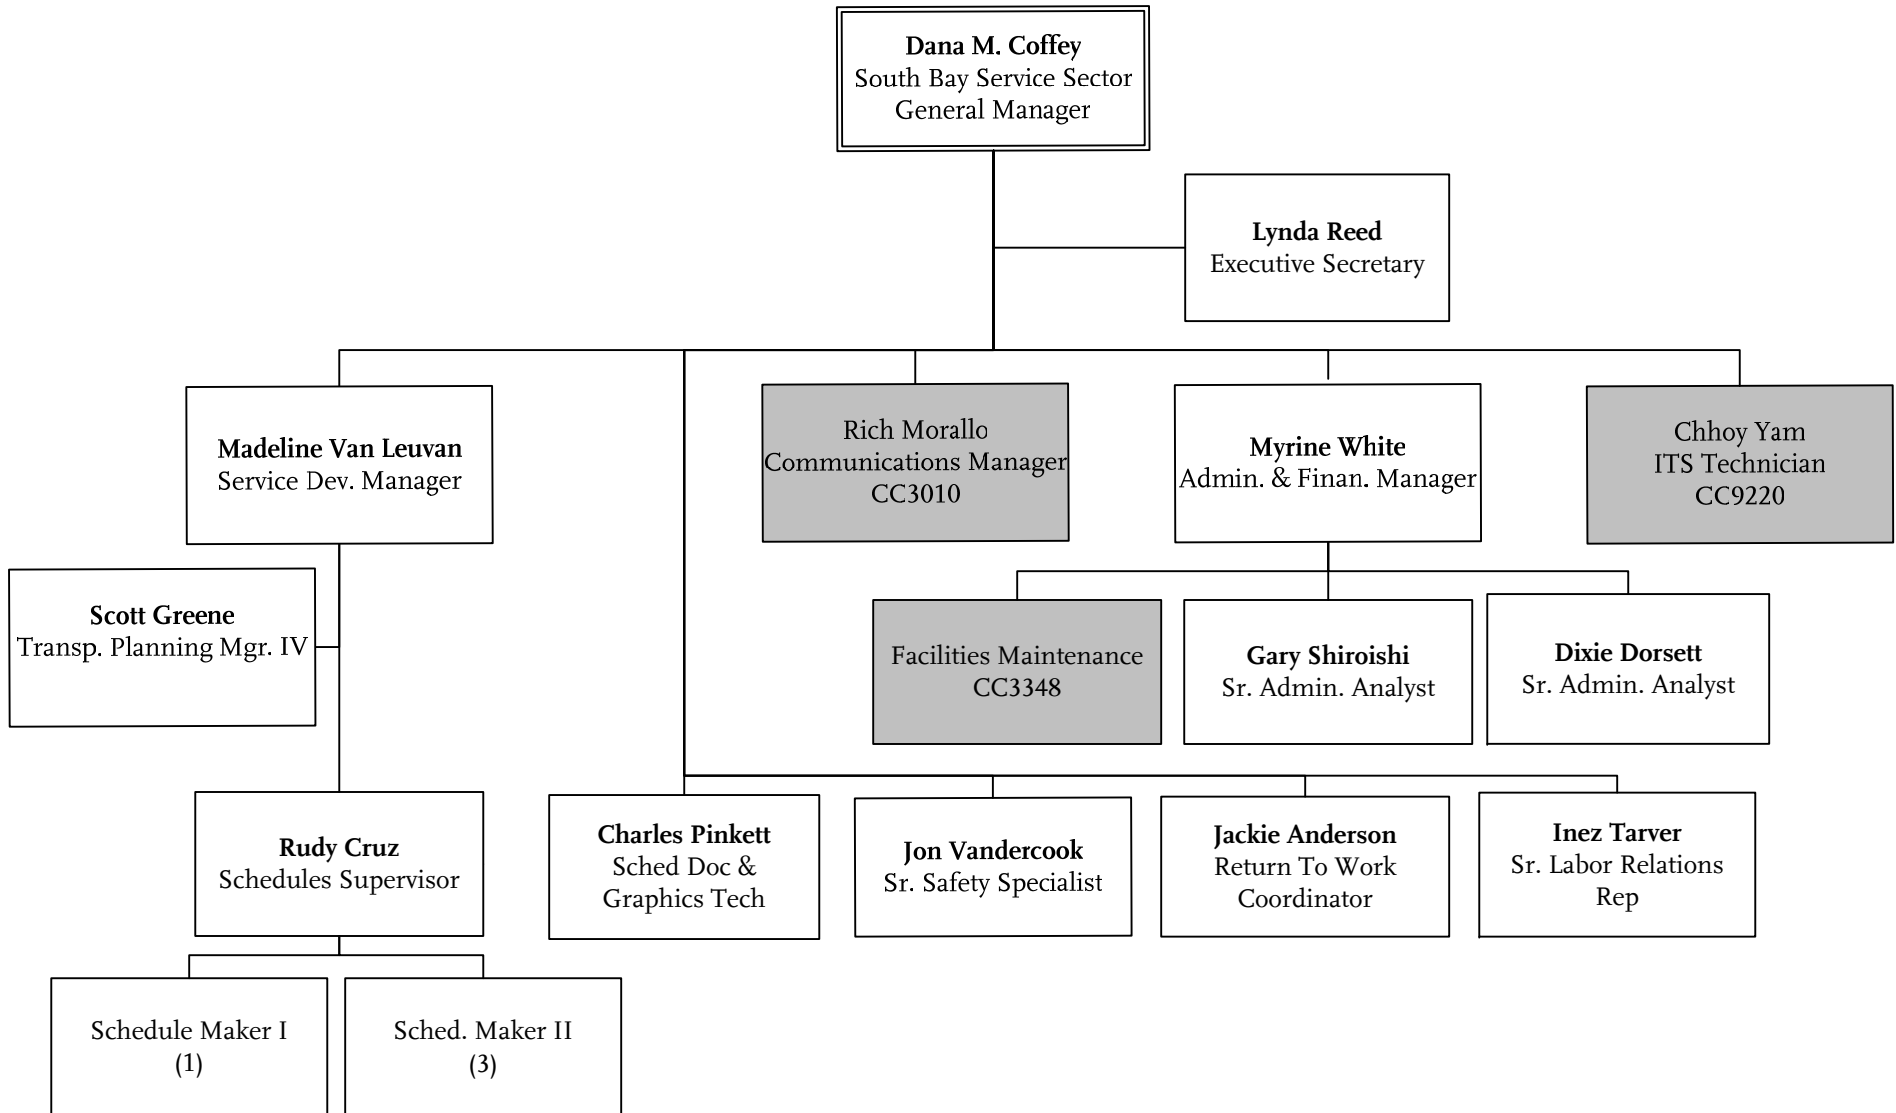 Dana M. Coffey
South Bay Service Sector
General Manager
Lynda Reed
Executive Secretary
Madeline Van Leuvan
Service Dev. Manager
Rich Morallo
Communications Manager
CC3010
Myrine White
Admin. & Finan. Manager
Chhoy Yam
ITS Technician
CC9220
Scott Greene
Transp. Planning Mgr. IV
Facilities Maintenance
CC3348
Gary Shiroishi
Sr. Admin. Analyst
Dixie Dorsett
Sr. Admin. Analyst
Rudy Cruz
Schedules Supervisor
Charles Pinkett
Sched Doc &
Graphics Tech
Jon Vandercook
Sr. Safety Specialist
Jackie Anderson
Return To Work
Coordinator
Inez Tarver
Sr. Labor Relations
Rep
Schedule Maker I
(1)
Sched. Maker II
(3)